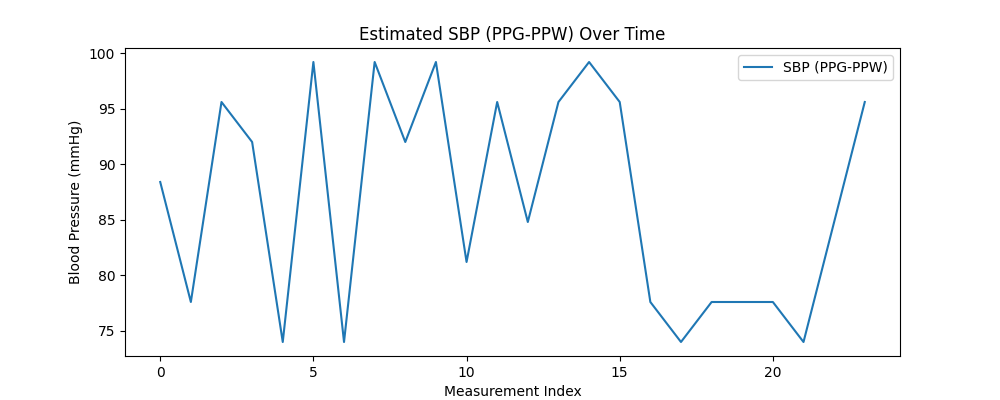 Estimated SBP (PPG-PPW) Over Time
SBP (PPG-PPW)
Blood Pressure (mmHg)
100
95
90
85
80
75
0 5 10 15 20
Measurement Index